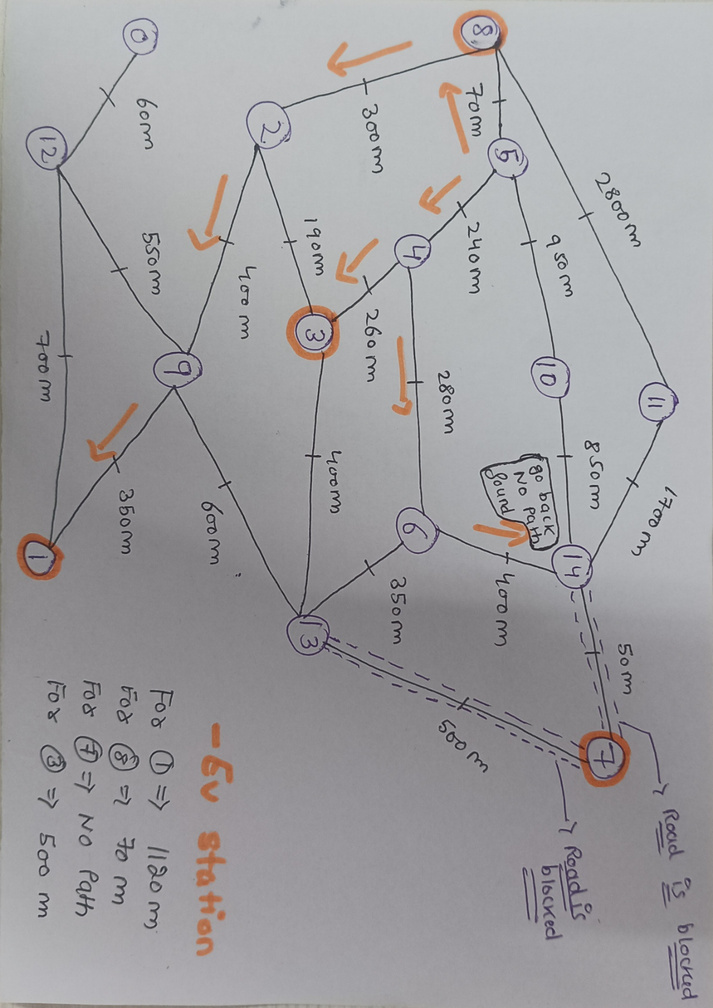 Road is blocked
11
1700m
2800m
50m
7
Road is
blocked
850m
14
10
950m
go back
No path
found
400m
5
8
70m
240m
500m
280m
6
4
350m
260m
400m
3
13
190m
300m
2
400m
600m
-Ev station
9
For ① => 1120m
550m
0
60m
350m
For ⑧ => 70m
For ⑦ => No Path
700m
12
1
For ③ => 500m